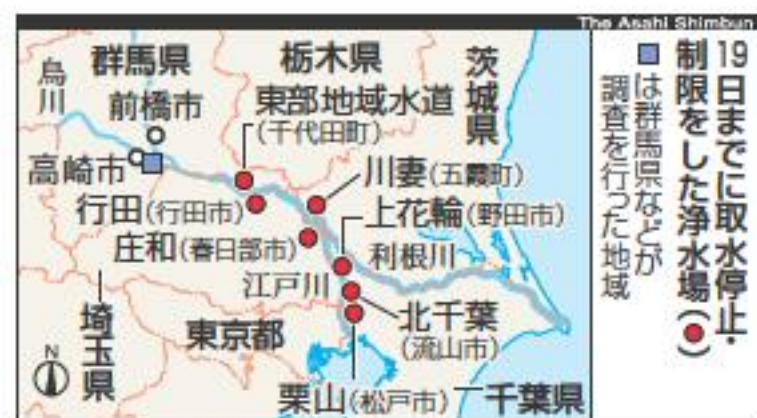 The Asahi Shimbun
19日までに取水停止・
制限をした浄水場(●)
■は群馬県などが
調査を行った地域
群馬県
栃木県
茨城県
烏川
前橋市
高崎市
東部地域水道
(千代田町)
川妻(五霞町)
行田(行田市)
上花輪(野田市)
庄和(春日部市)
利根川
江戸川
北千葉
(流山市)
埼玉県
東京都
栗山(松戸市)
千葉県
N